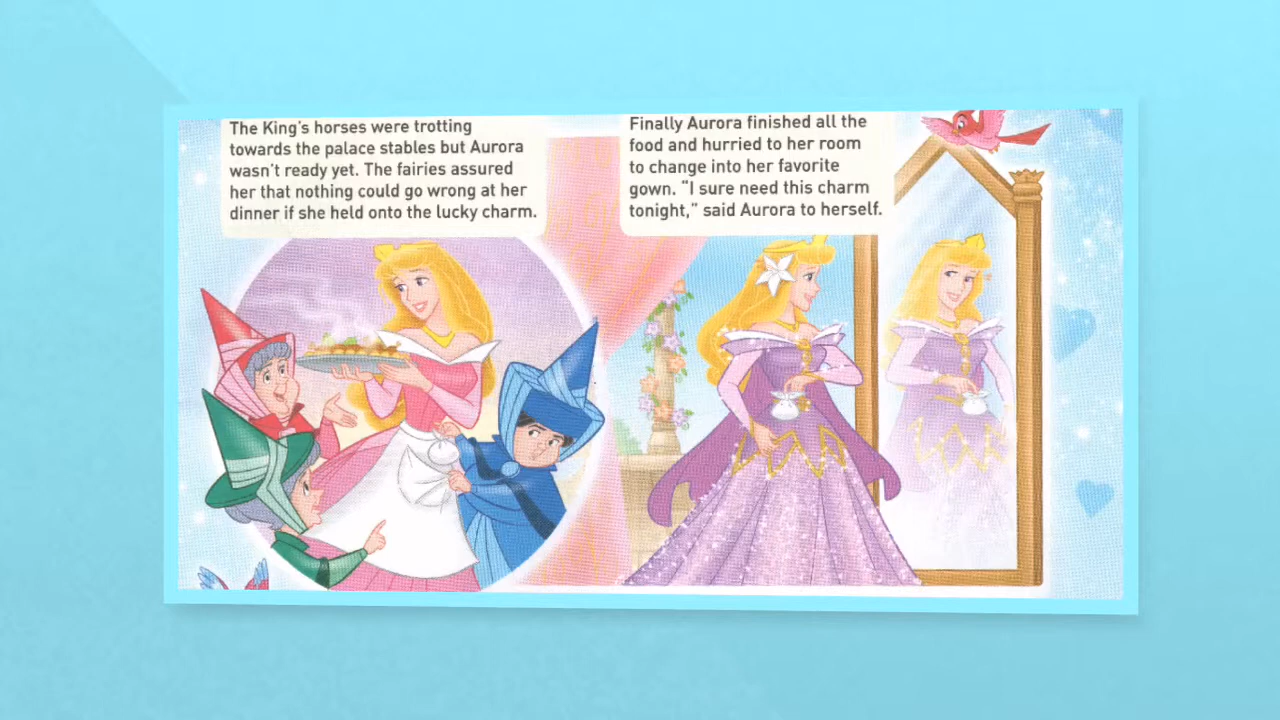 The King's horses were trotting
towards the palace stables but Aurora
wasn't ready yet. The fairies assured
her that nothing could go wrong at her
dinner if she held onto the lucky charm.
Finally Aurora finished all the
food and hurried to her room
to change into her favorite
gown. "I sure need this charm
tonight," said Aurora to herself.